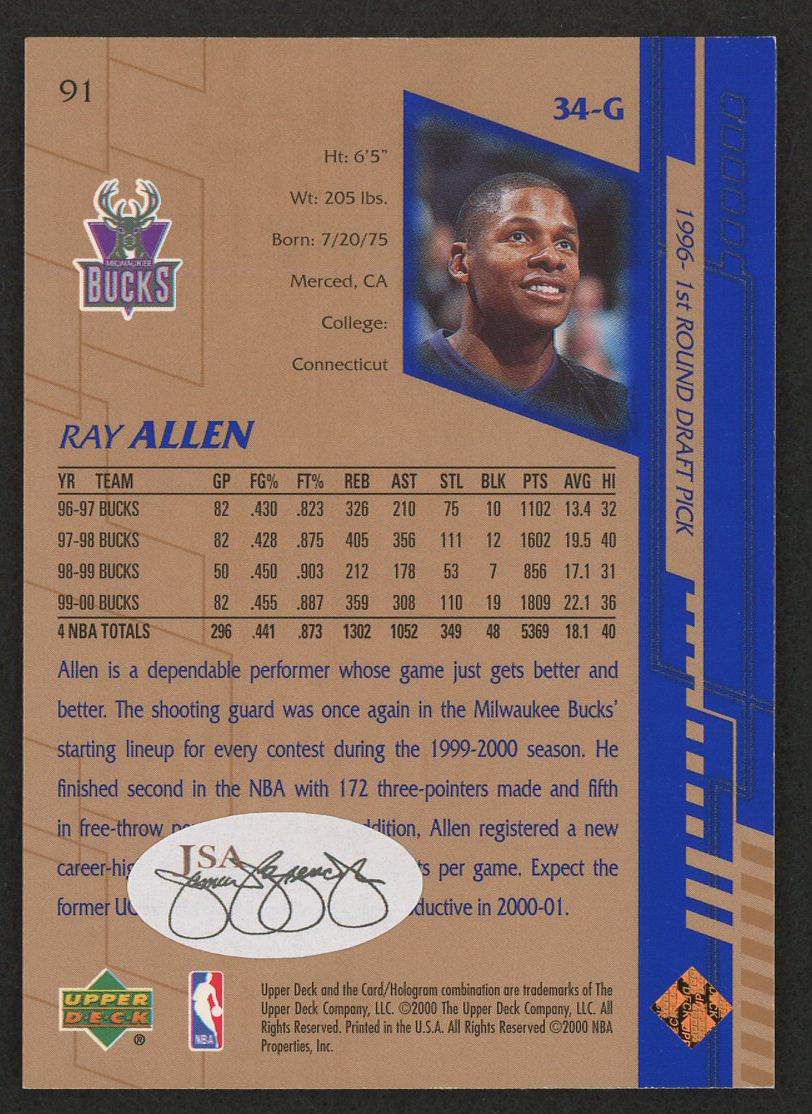 91
34-G
Ht: 6'5"
Wt: 205 lbs.
Born: 7/20/75
Merced, CA
College:
Connecticut
MILWAUKEE
BUCKS
1996- 1st ROUND DRAFT PICK
RAY ALLEN
YR TEAM GP FG% FT% REB AST STL BLK PTS AVG HI
96-97 BUCKS 82 .430 .823 326 210 75 10 1102 13.4 32
97-98 BUCKS 82 .428 .875 405 356 111 12 1602 19.5 40
98-99 BUCKS 50 .450 .903 212 178 53 7 856 17.1 31
99-00 BUCKS 82 .455 .887 359 308 110 19 1809 22.1 36
4 NBA TOTALS 296 .441 .873 1302 1052 349 48 5369 18.1 40
Allen is a dependable performer whose game just gets better and
better. The shooting guard was once again in the Milwaukee Bucks'
starting lineup for every contest during the 1999-2000 season. He
finished second in the NBA with 172 three-pointers made and fifth
in free-throw Allen registered a new
per game. Expect the
former in 2000-01.
JSA
UPPER
DECK
®
NBA
Upper Deck and the Card/Hologram combination are trademarks of The
Upper Deck Company, LLC. ©2000 The Upper Deck Company, LLC. All
Rights Reserved. Printed in the U.S.A. All Rights Reserved ©2000 NBA
Properties, Inc.